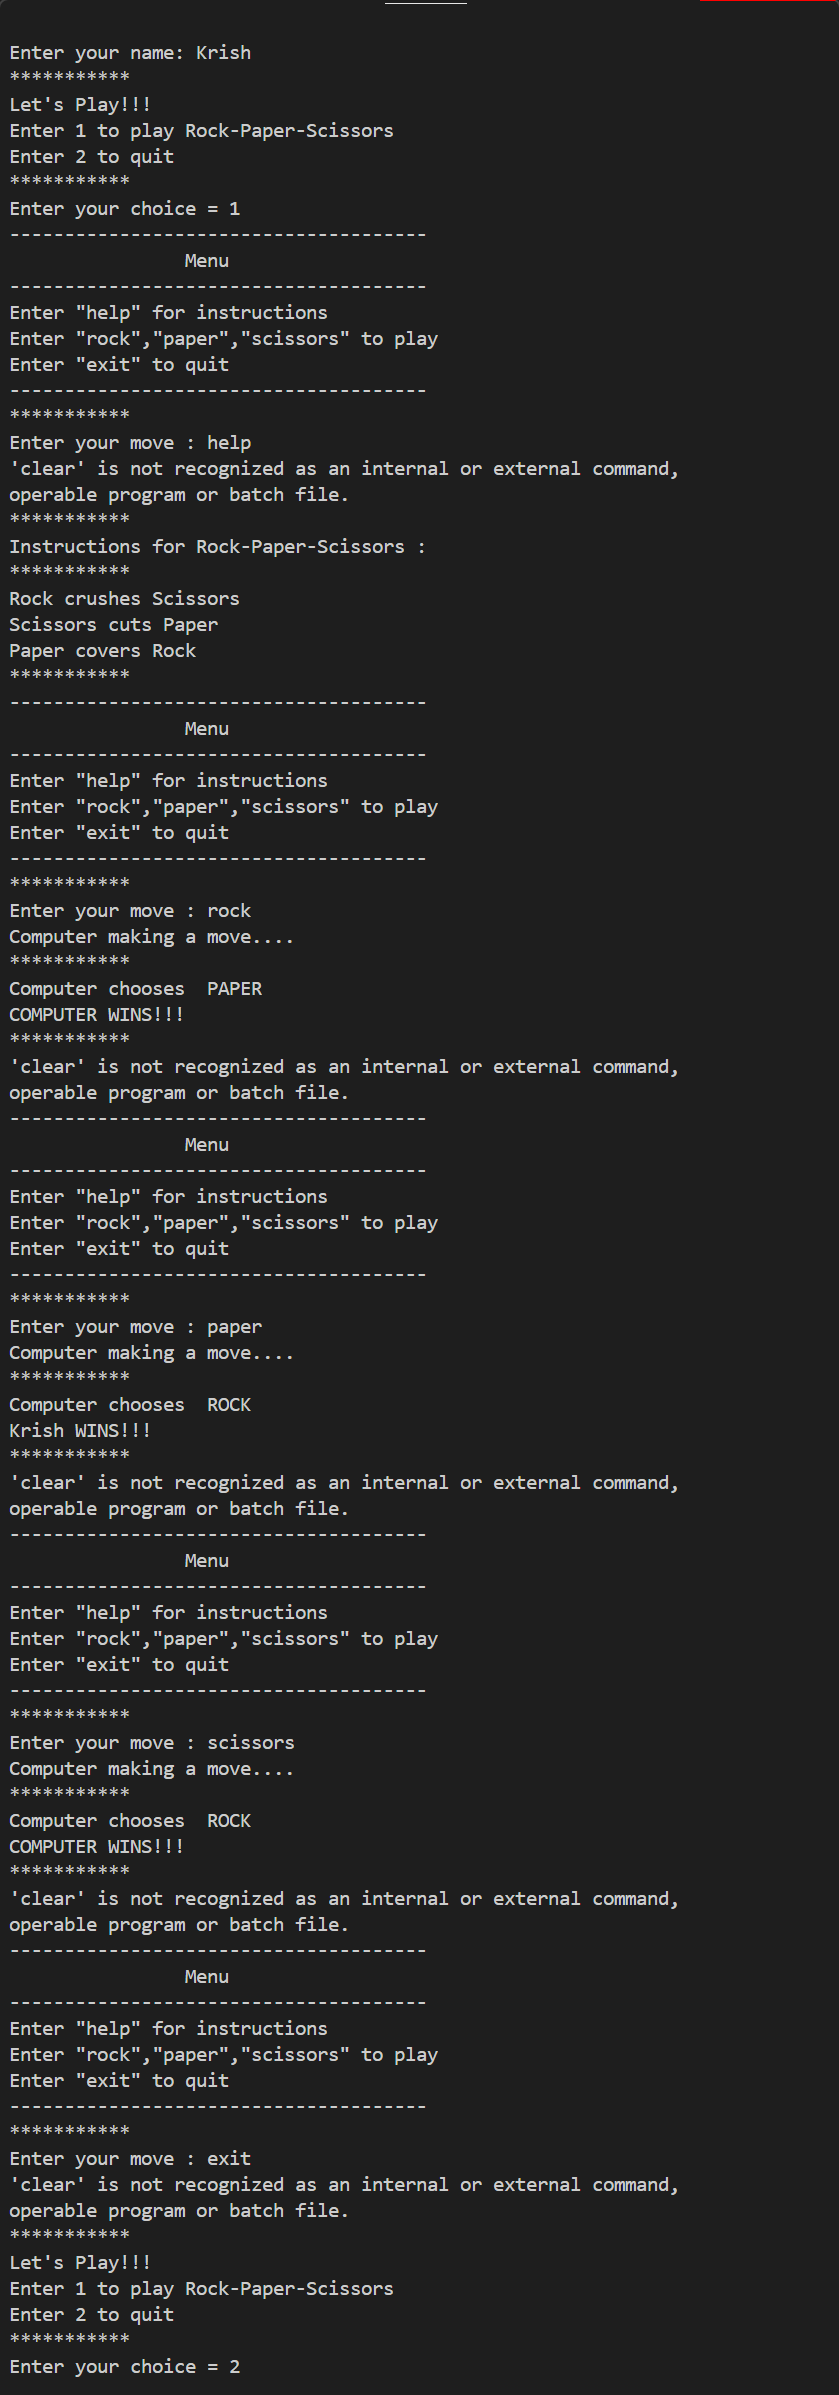 Enter your name: Krish
***********
Let's Play!!!
Enter 1 to play Rock-Paper-Scissors
Enter 2 to quit
***********
Enter your choice = 1
--------------------------------------
                Menu
--------------------------------------
Enter "help" for instructions
Enter "rock","paper","scissors" to play
Enter "exit" to quit
--------------------------------------
***********
Enter your move : help
'clear' is not recognized as an internal or external command,
operable program or batch file.
***********
Instructions for Rock-Paper-Scissors :
***********
Rock crushes Scissors
Scissors cuts Paper
Paper covers Rock
***********
--------------------------------------
                Menu
--------------------------------------
Enter "help" for instructions
Enter "rock","paper","scissors" to play
Enter "exit" to quit
--------------------------------------
***********
Enter your move : rock
Computer making a move....
***********
Computer chooses  PAPER
COMPUTER WINS!!!
***********
'clear' is not recognized as an internal or external command,
operable program or batch file.
--------------------------------------
                Menu
--------------------------------------
Enter "help" for instructions
Enter "rock","paper","scissors" to play
Enter "exit" to quit
--------------------------------------
***********
Enter your move : paper
Computer making a move....
***********
Computer chooses  ROCK
Krish WINS!!!
***********
'clear' is not recognized as an internal or external command,
operable program or batch file.
--------------------------------------
                Menu
--------------------------------------
Enter "help" for instructions
Enter "rock","paper","scissors" to play
Enter "exit" to quit
--------------------------------------
***********
Enter your move : scissors
Computer making a move....
***********
Computer chooses  ROCK
COMPUTER WINS!!!
***********
'clear' is not recognized as an internal or external command,
operable program or batch file.
--------------------------------------
                Menu
--------------------------------------
Enter "help" for instructions
Enter "rock","paper","scissors" to play
Enter "exit" to quit
--------------------------------------
***********
Enter your move : exit
'clear' is not recognized as an internal or external command,
operable program or batch file.
***********
Let's Play!!!
Enter 1 to play Rock-Paper-Scissors
Enter 2 to quit
***********
Enter your choice = 2